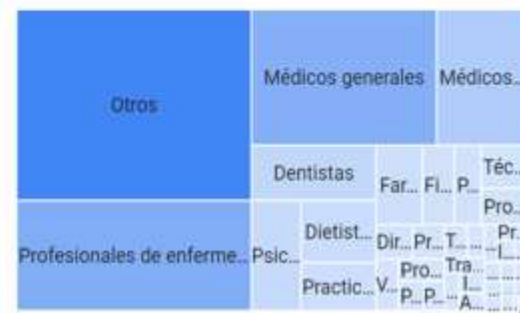 Otros
Médicos generales
Médicos...
Dentistas
Far...
Fi...
P...
Téc...
Pro...
Profesionales de enferme...
Psic...
Dietist...
Practic...
Dir...
Pr...
T...
...
...
Pr...
I...
V...
Pro...
Tra...
P...
P...
...
I...
A...